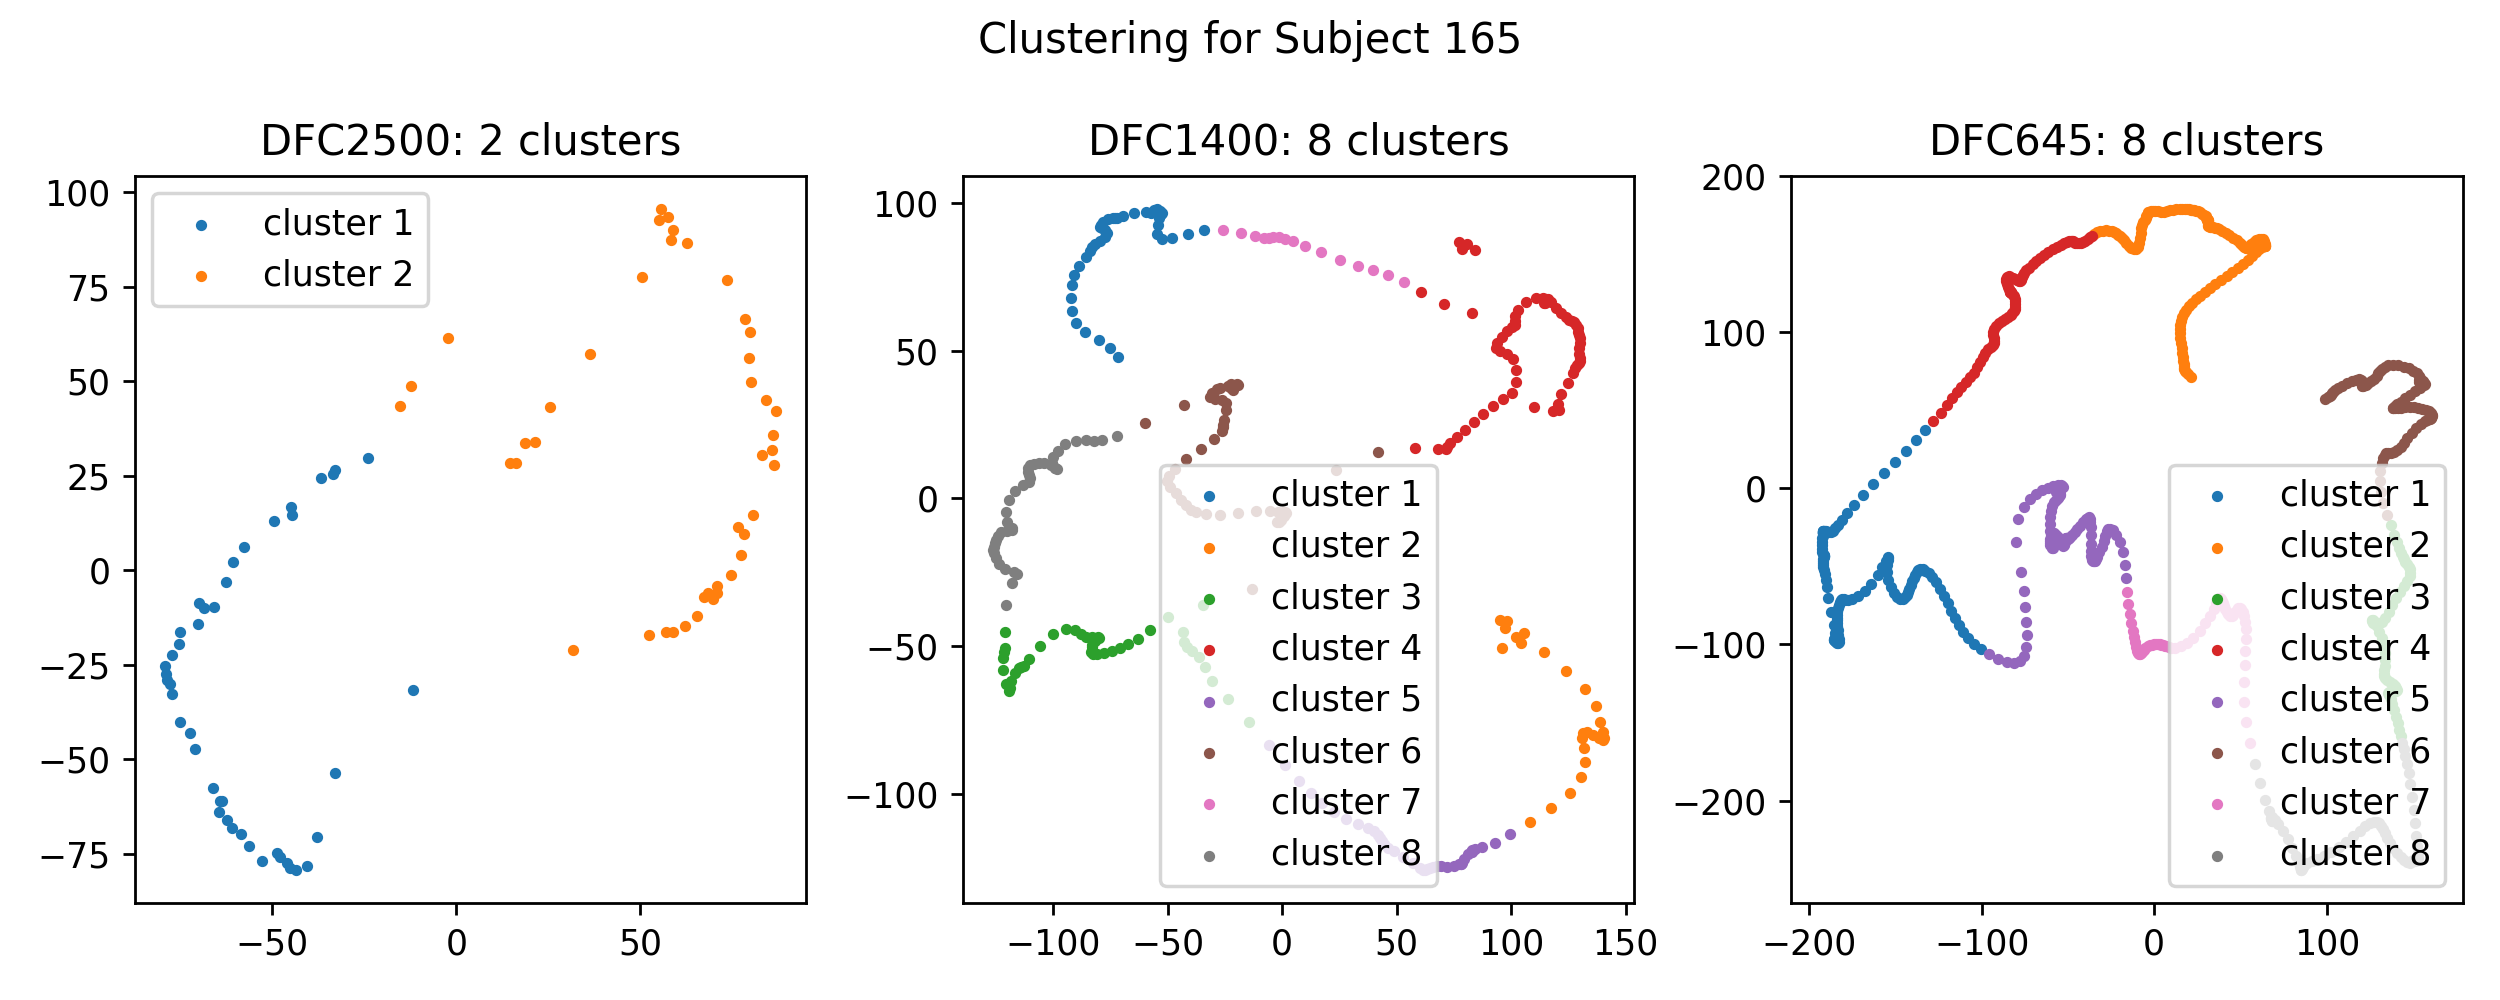 Clustering for Subject 165
DFC2500: 2 clusters
100
75
50
25
0
−25
−50
−75
−50
0
50
cluster 1
cluster 2
DFC1400: 8 clusters
100
50
0
−50
−100
−100
−50
0
50
100
150
cluster 1
cluster 2
cluster 3
cluster 4
cluster 5
cluster 6
cluster 7
cluster 8
DFC645: 8 clusters
200
100
0
−100
−200
−200
−100
0
100
cluster 1
cluster 2
cluster 3
cluster 4
cluster 5
cluster 6
cluster 7
cluster 8